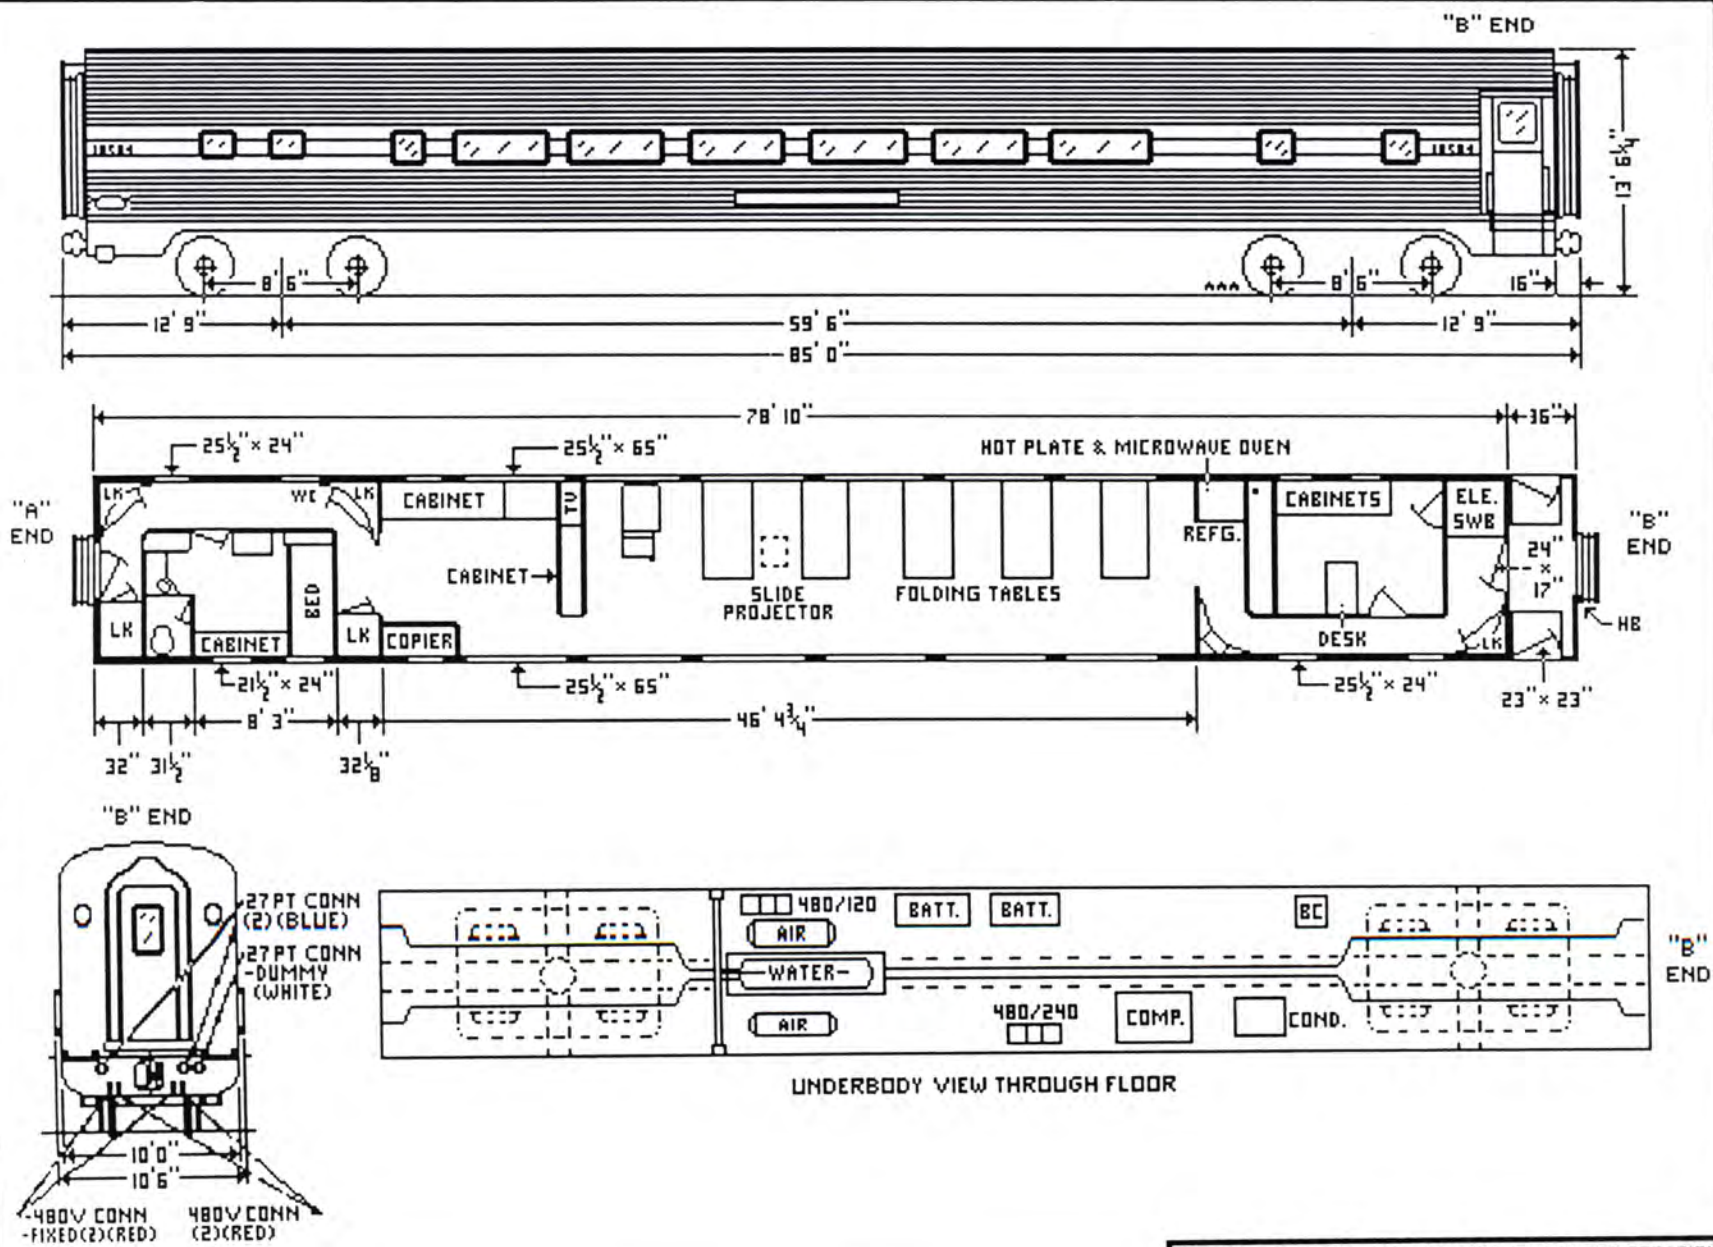 "B" END
10504
10504
13' 9¼"
8' 6"
8' 6"
16"
12' 9"
59' 6"
12' 9"
85' 0"
78' 10"
36"
25½" × 24"
25½" × 65"
HOT PLATE & MICROWAVE OVEN
"A"
END
LK
WC
LK
CABINET
TV
CABINETS
ELE.
SWB
REFG.
24"
×
17"
"B"
END
CABINET
SLIDE
PROJECTOR
FOLDING TABLES
BED
LK
CABINET
LK
COPIER
DESK
LK
HB
21½" × 24"
25½" × 65"
25½" × 24"
23" × 23"
8' 3"
46' 4¾"
32"
31½"
32⅛"
"B" END
27 PT CONN
(2)(BLUE)
27 PT CONN
-DUMMY
(WHITE)
10' 0"
10' 6"
-480V CONN
-FIXED(2)(RED)
480V CONN
(2)(RED)
480/120
BATT.
BATT.
BC
AIR
-WATER-
"B"
END
AIR
480/240
COMP.
COND.
UNDERBODY VIEW THROUGH FLOOR